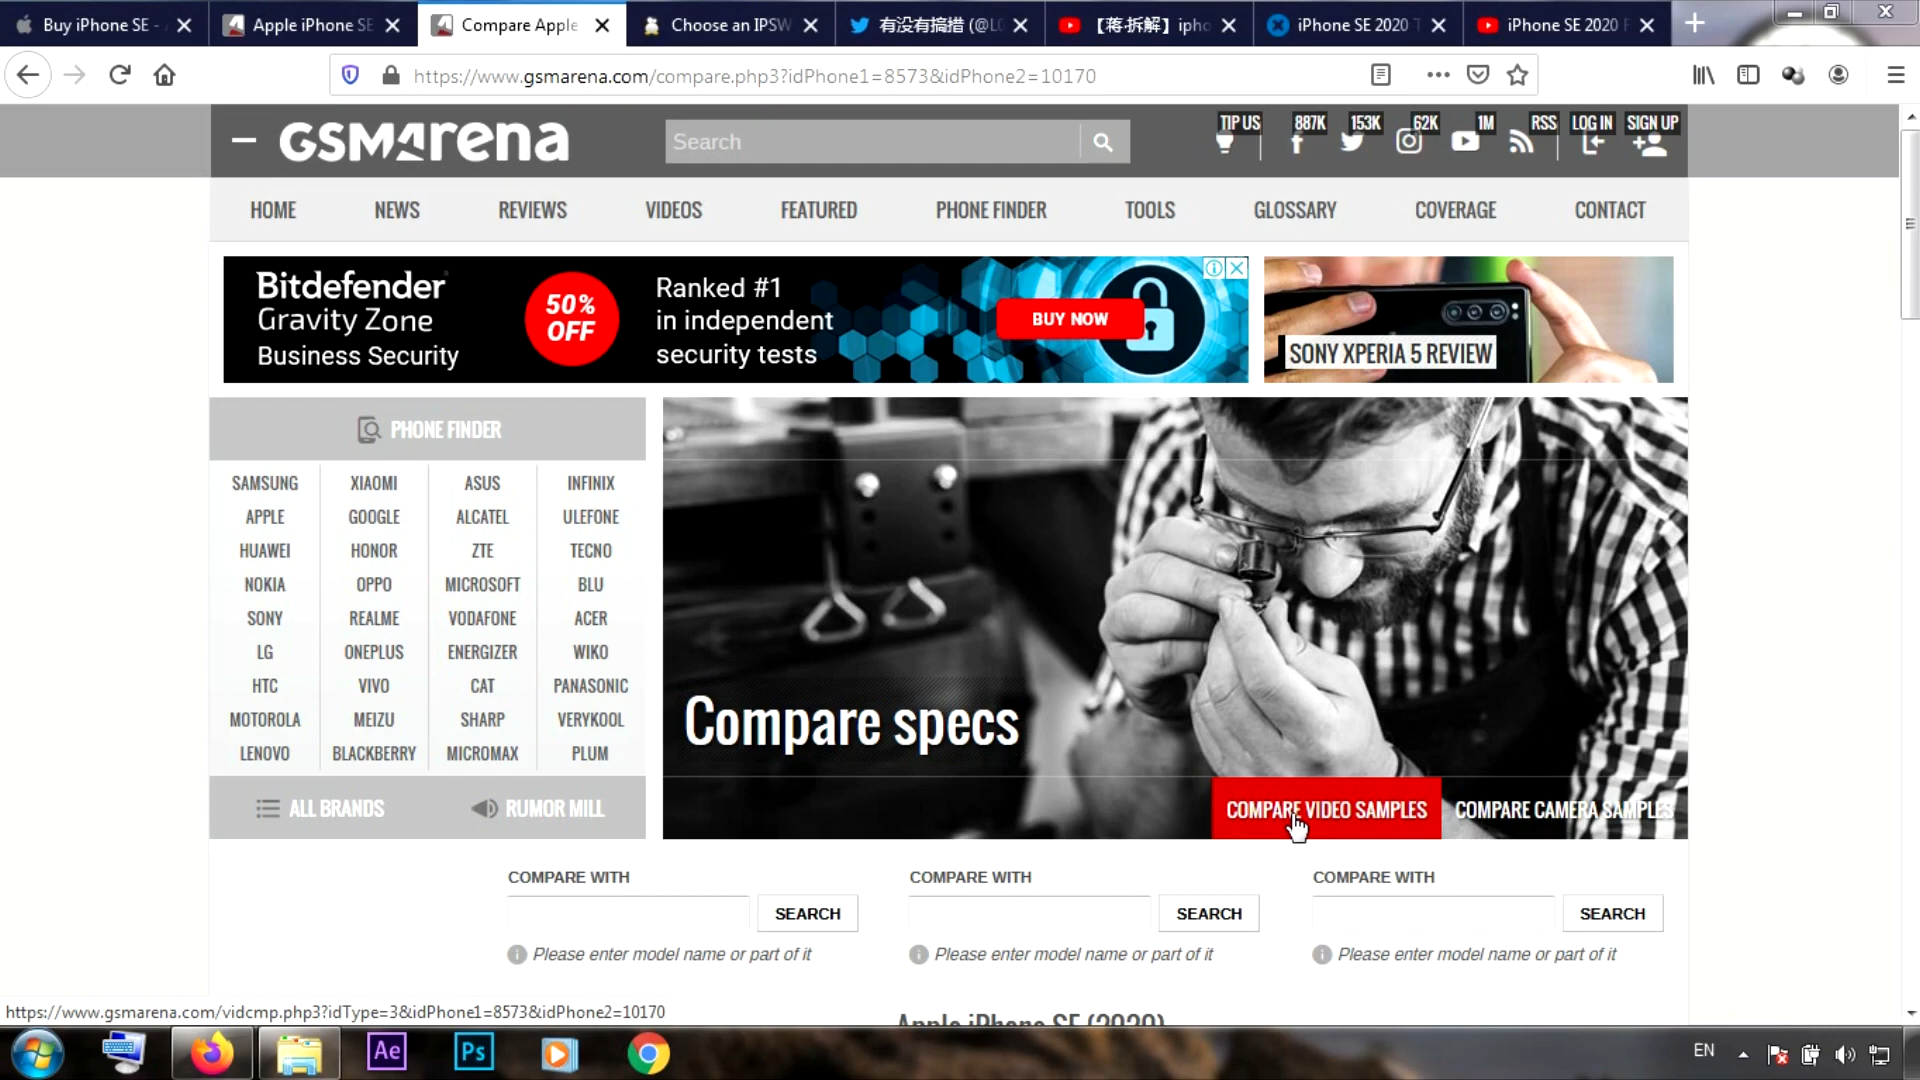 Buy iPhone SE -
Apple iPhone SE
Compare Apple
Choose an IPSW
有没有搞措 (@L
【蒋·拆解】ipho
iPhone SE 2020 T
iPhone SE 2020
https://www.gsmarena.com/compare.php3?idPhone1=8573&idPhone2=10170
GSMArena
Search
TIP US
887K
153K
62K
1M
RSS
LOG IN
SIGN UP
HOME
NEWS
REVIEWS
VIDEOS
FEATURED
PHONE FINDER
TOOLS
GLOSSARY
COVERAGE
CONTACT
Bitdefender
Gravity Zone
Business Security
50%
OFF
Ranked #1
in independent
security tests
BUY NOW
SONY XPERIA 5 REVIEW
PHONE FINDER
SAMSUNG XIAOMI ASUS INFINIX
APPLE GOOGLE ALCATEL ULEFONE
HUAWEI HONOR ZTE TECNO
NOKIA OPPO MICROSOFT BLU
SONY REALME VODAFONE ACER
LG ONEPLUS ENERGIZER WIKO
HTC VIVO CAT PANASONIC
MOTOROLA MEIZU SHARP VERYKOOL
LENOVO BLACKBERRY MICROMAX PLUM
ALL BRANDS
RUMOR MILL
Compare specs
COMPARE VIDEO SAMPLES
COMPARE CAMERA SAMPLES
COMPARE WITH
SEARCH
Please enter model name or part of it
COMPARE WITH
SEARCH
Please enter model name or part of it
COMPARE WITH
SEARCH
Please enter model name or part of it
Apple iPhone SE (2020)
https://www.gsmarena.com/vidcmp.php3?idType=3&idPhone1=8573&idPhone2=10170
Ae
Ps
EN